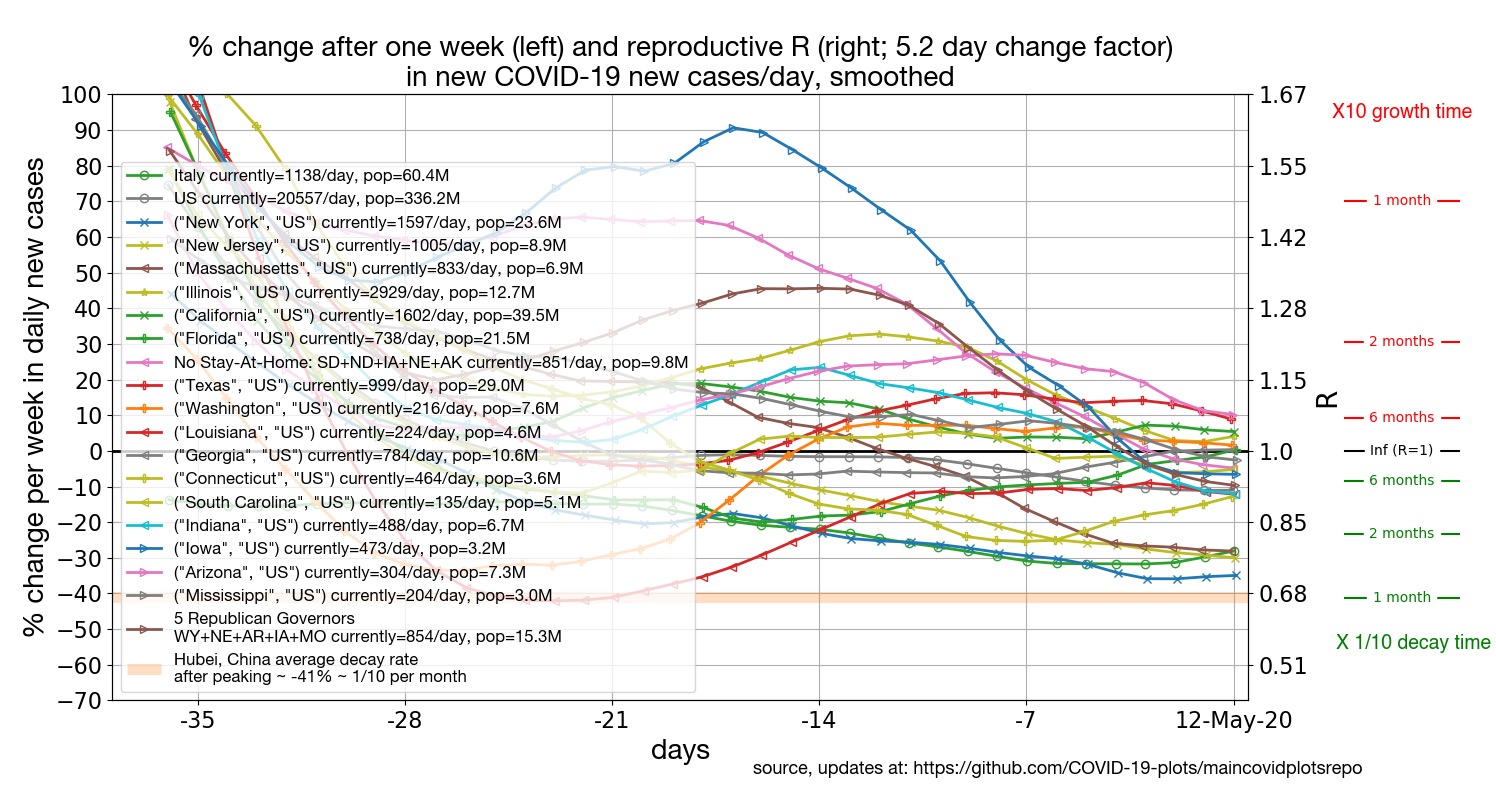 % change after one week (left) and reproductive R (right; 5.2 day change factor)
in new COVID-19 new cases/day, smoothed
% change per week in daily new cases
100
90
80
70
60
50
40
30
20
10
0
−10
−20
−30
−40
−50
−60
−70
Italy currently=1138/day, pop=60.4M
US currently=20557/day, pop=336.2M
("New York", "US") currently=1597/day, pop=23.6M
("New Jersey", "US") currently=1005/day, pop=8.9M
("Massachusetts", "US") currently=833/day, pop=6.9M
("Illinois", "US") currently=2929/day, pop=12.7M
("California", "US") currently=1602/day, pop=39.5M
("Florida", "US") currently=738/day, pop=21.5M
No Stay-At-Home: SD+ND+IA+NE+AK currently=851/day, pop=9.8M
("Texas", "US") currently=999/day, pop=29.0M
("Washington", "US") currently=216/day, pop=7.6M
("Louisiana", "US") currently=224/day, pop=4.6M
("Georgia", "US") currently=784/day, pop=10.6M
("Connecticut", "US") currently=464/day, pop=3.6M
("South Carolina", "US") currently=135/day, pop=5.1M
("Indiana", "US") currently=488/day, pop=6.7M
("Iowa", "US") currently=473/day, pop=3.2M
("Arizona", "US") currently=304/day, pop=7.3M
("Mississippi", "US") currently=204/day, pop=3.0M
5 Republican Governors
WY+NE+AR+IA+MO currently=854/day, pop=15.3M
Hubei, China average decay rate
after peaking ~ -41% ~ 1/10 per month
-35
-28
-21
-14
-7
12-May-20
days
1.67
1.55
1.42
1.28
1.15
1.0
0.85
0.68
0.51
R
X10 growth time
1 month
2 months
6 months
Inf (R=1)
6 months
2 months
1 month
X 1/10 decay time
source, updates at: https://github.com/COVID-19-plots/maincovidplotsrepo